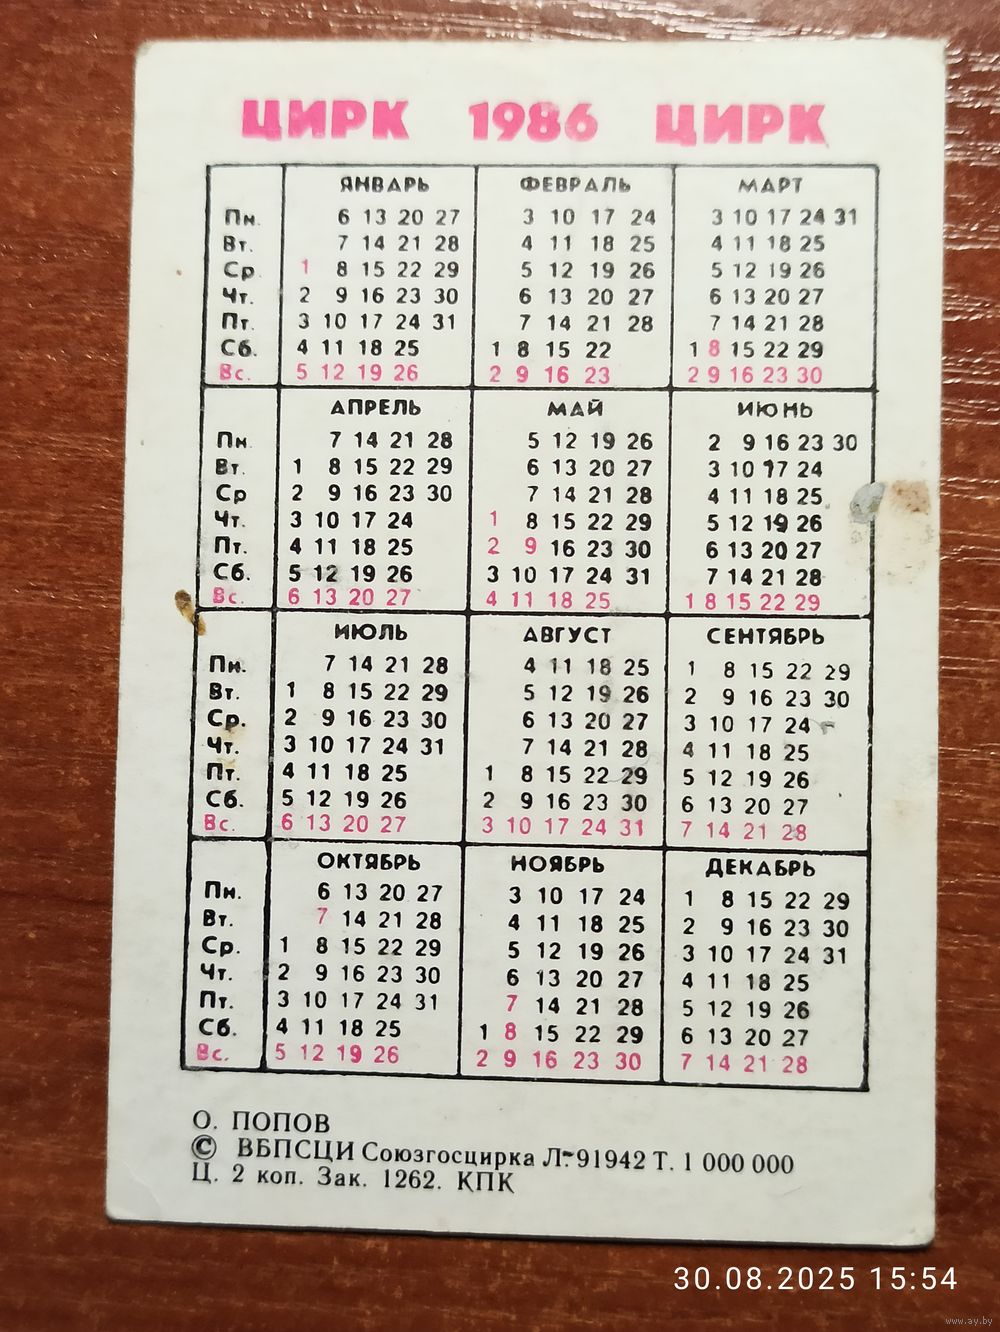 ЦИРК 1986 ЦИРК
ЯНВАРЬ ФЕВРАЛЬ МАРТ
Пн. 6 13 20 27 3 10 17 24 3 10 17 24 31
Вт. 7 14 21 28 4 11 18 25 4 11 18 25
Ср. 1 8 15 22 29 5 12 19 26 5 12 19 26
Чт. 2 9 16 23 30 6 13 20 27 6 13 20 27
Пт. 3 10 17 24 31 7 14 21 28 7 14 21 28
Сб. 4 11 18 25 1 8 15 22 1 8 15 22 29
Вс. 5 12 19 26 2 9 16 23 2 9 16 23 30
АПРЕЛЬ МАЙ ИЮНЬ
Пн. 7 14 21 28 5 12 19 26 2 9 16 23 30
Вт. 1 8 15 22 29 6 13 20 27 3 10 17 24
Ср 2 9 16 23 30 7 14 21 28 4 11 18 25
Чт. 3 10 17 24 1 8 15 22 29 5 12 19 26
Пт. 4 11 18 25 2 9 16 23 30 6 13 20 27
Сб. 5 12 19 26 3 10 17 24 31 7 14 21 28
Вс. 6 13 20 27 4 11 18 25 1 8 15 22 29
ИЮЛЬ АВГУСТ СЕНТЯБРЬ
Пн. 7 14 21 28 4 11 18 25 1 8 15 22 29
Вт. 1 8 15 22 29 5 12 19 26 2 9 16 23 30
Ср. 2 9 16 23 30 6 13 20 27 3 10 17 24
Чт. 3 10 17 24 31 7 14 21 28 4 11 18 25
Пт. 4 11 18 25 1 8 15 22 29 5 12 19 26
Сб. 5 12 19 26 2 9 16 23 30 6 13 20 27
Вс. 6 13 20 27 3 10 17 24 31 7 14 21 28
ОКТЯБРЬ НОЯБРЬ ДЕКАБРЬ
Пн. 6 13 20 27 3 10 17 24 1 8 15 22 29
Вт. 7 14 21 28 4 11 18 25 2 9 16 23 30
Ср. 1 8 15 22 29 5 12 19 26 3 10 17 24 31
Чт. 2 9 16 23 30 6 13 20 27 4 11 18 25
Пт. 3 10 17 24 31 7 14 21 28 5 12 19 26
Сб. 4 11 18 25 1 8 15 22 29 6 13 20 27
Вс. 5 12 19 26 2 9 16 23 30 7 14 21 28
О. ПОПОВ
© ВБПСЦИ Союзгосцирка Л-91942 Т. 1 000 000
Ц. 2 коп. Зак. 1262. КПК
30.08.2025 15:54
www.ay.by